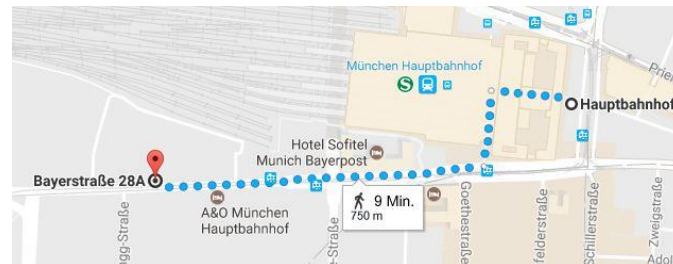 München Hauptbahnhof
S
Hauptbahnhof
Hotel Sofitel
Munich Bayerpost
Bayerstraße 28A
9 Min.
750 m
A&O München
Hauptbahnhof
Goethestraße
Schillerstraße
Zweigstraße